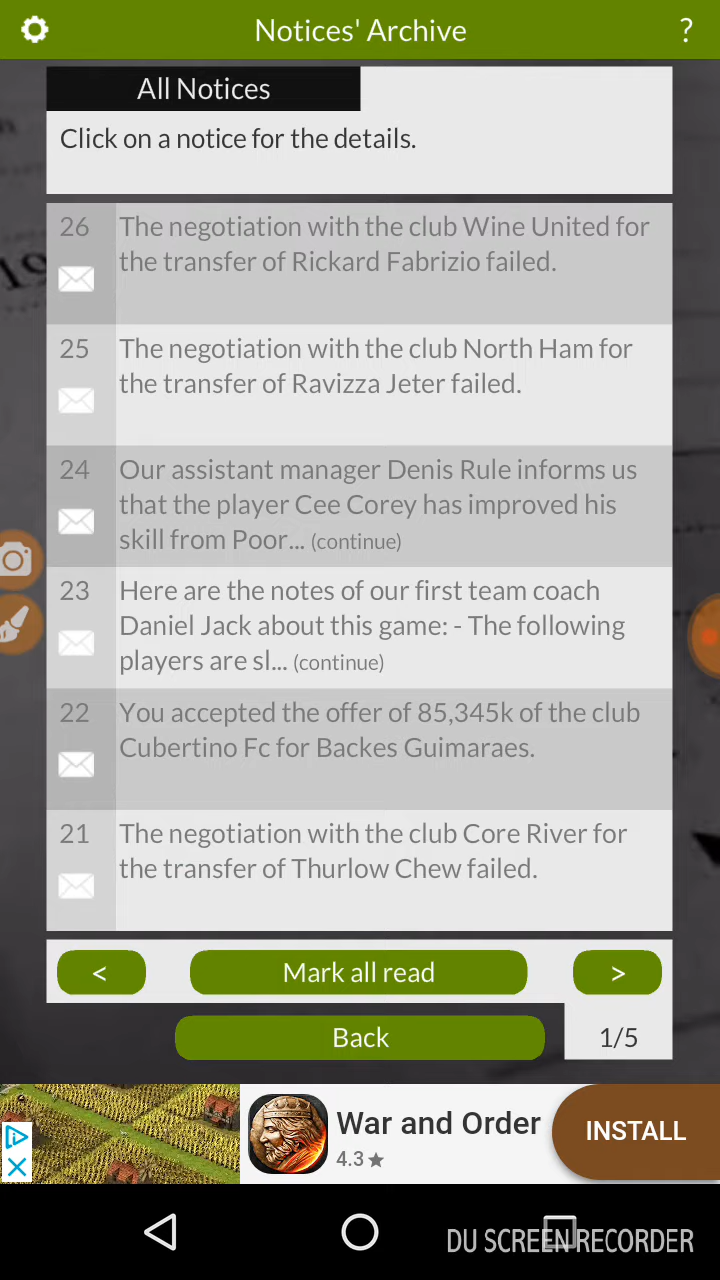 Notices' Archive
?
All Notices
Click on a notice for the details.
26
The negotiation with the club Wine United for
the transfer of Rickard Fabrizio failed.
25
The negotiation with the club North Ham for
the transfer of Ravizza Jeter failed.
24
Our assistant manager Denis Rule informs us
that the player Cee Corey has improved his
skill from Poor... (continue)
23
Here are the notes of our first team coach
Daniel Jack about this game: - The following
players are sl... (continue)
22
You accepted the offer of 85,345k of the club
Cubertino Fc for Backes Guimaraes.
21
The negotiation with the club Core River for
the transfer of Thurlow Chew failed.
<
Mark all read
>
Back
1/5
War and Order
4.3★
INSTALL
DU SCREEN RECORDER